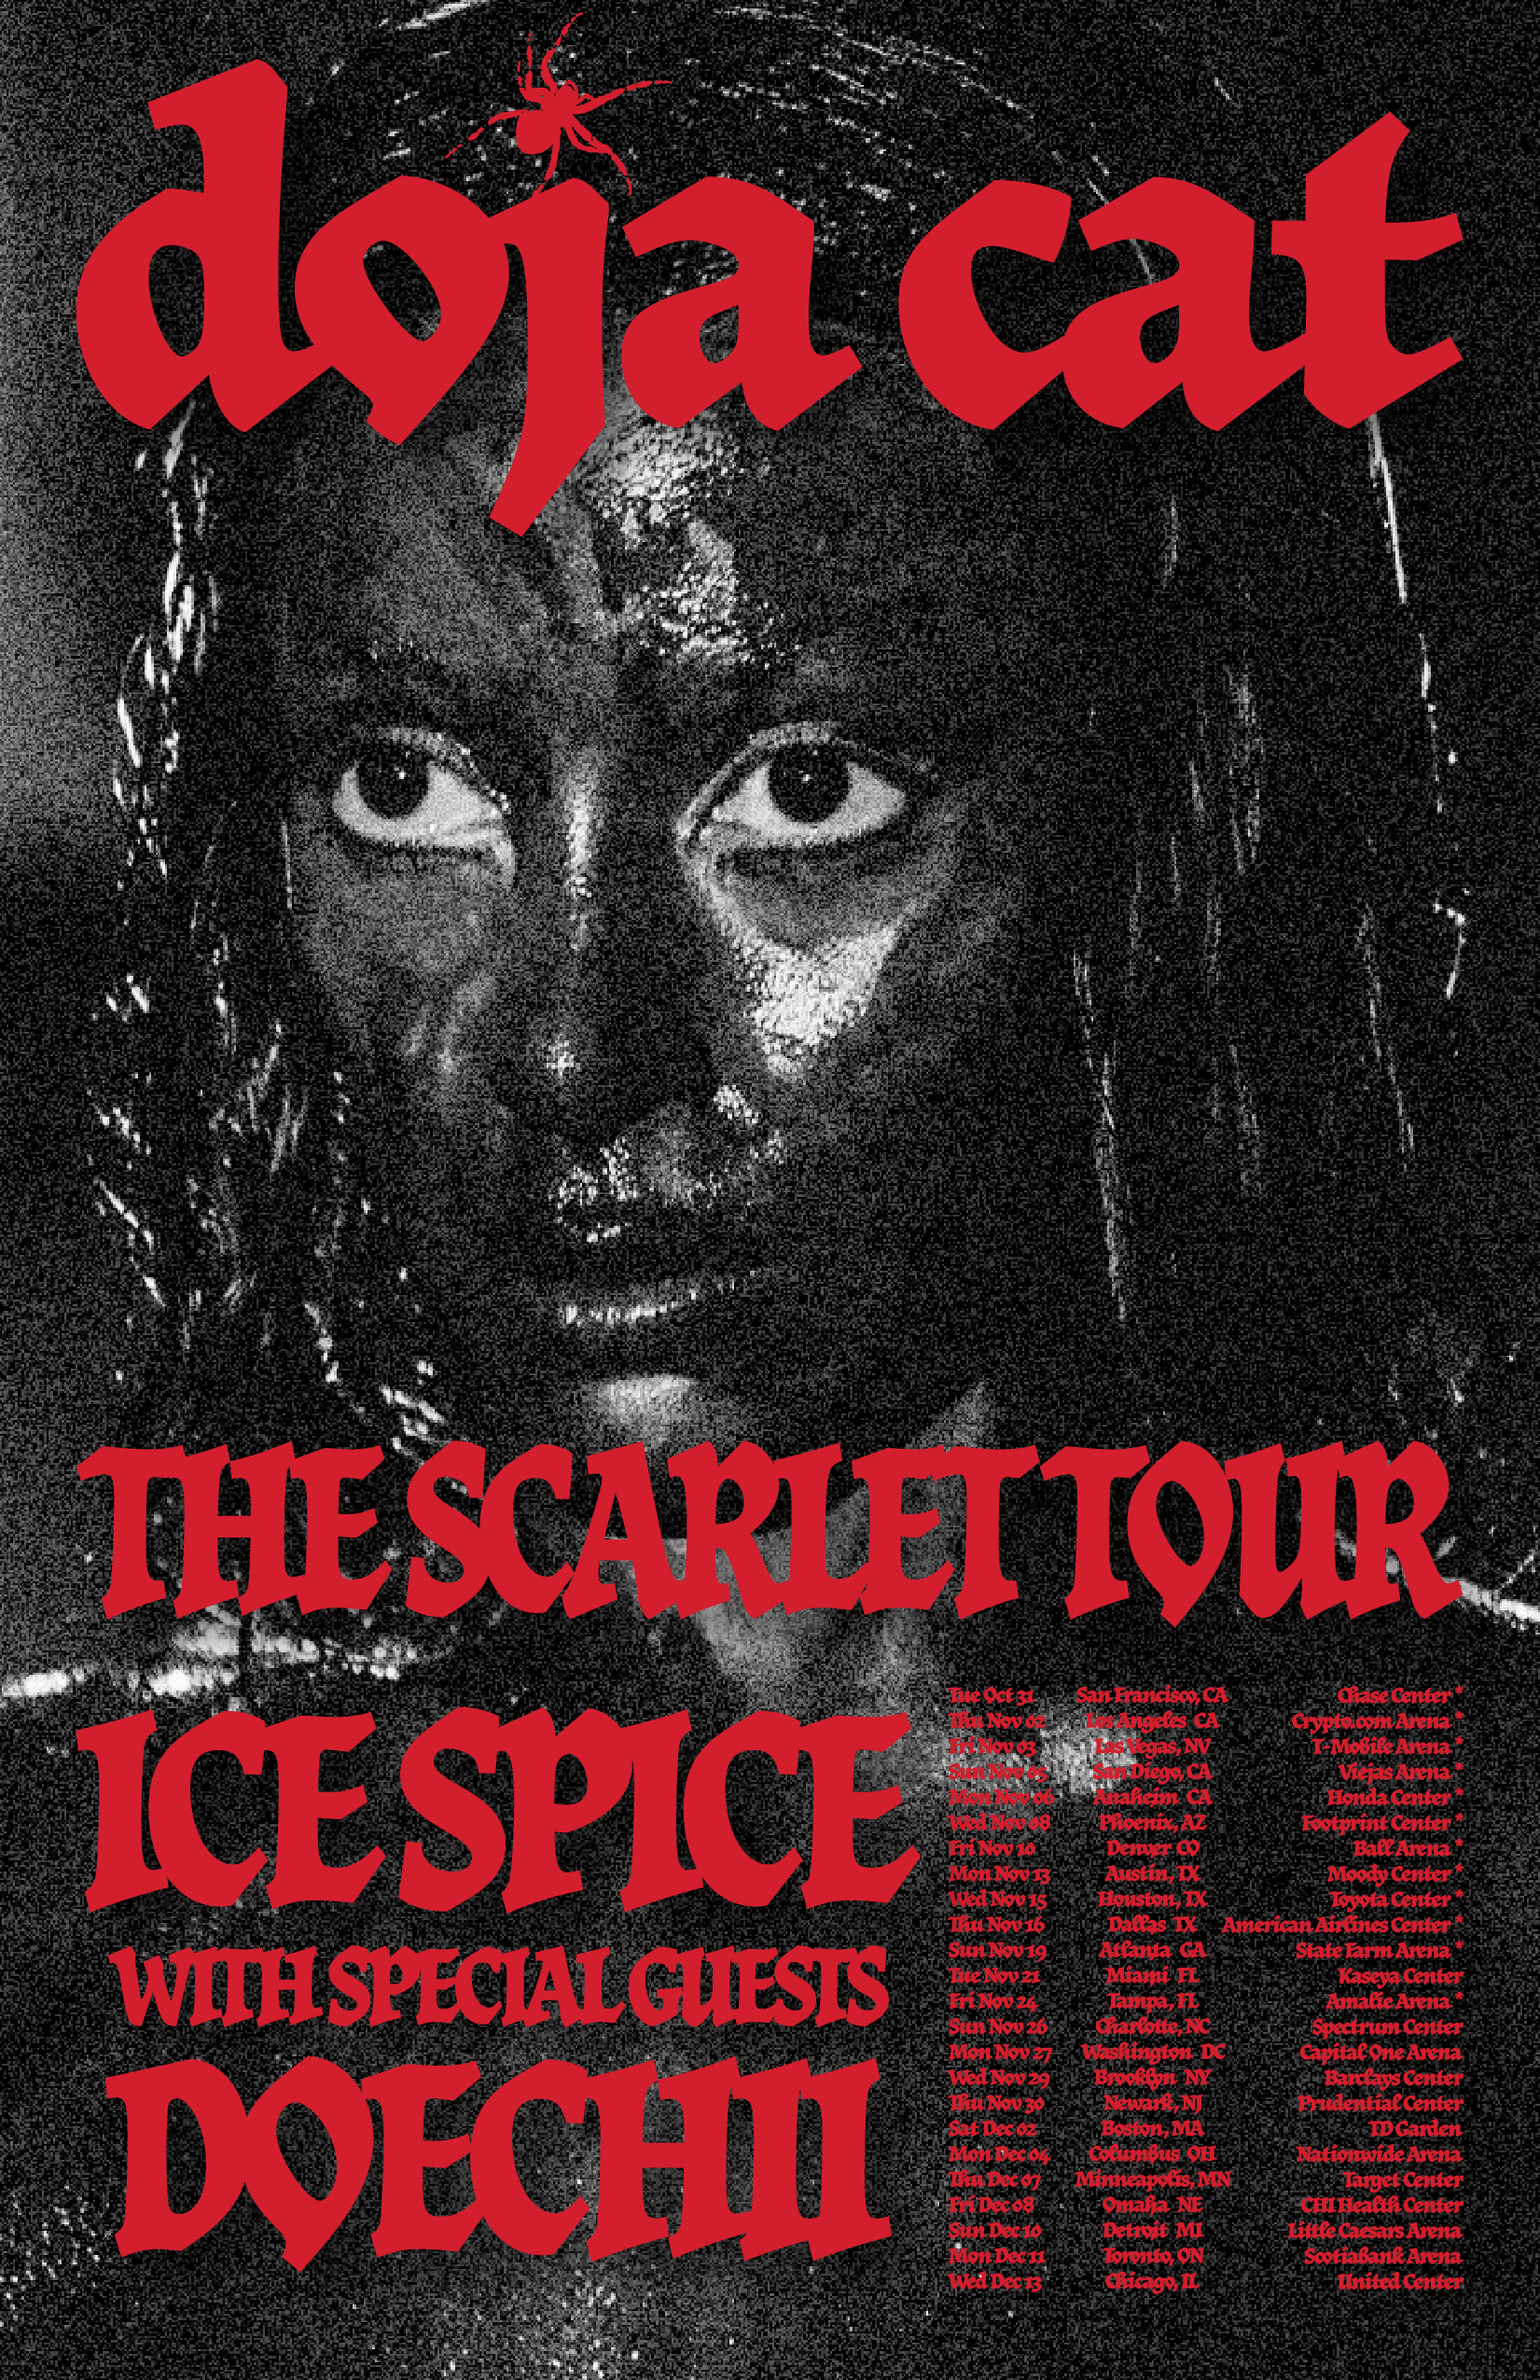 doja cat
THE SCARLET TOUR
ICE SPICE
WITH SPECIAL GUESTS
DOECHII
Tue Oct 31 San Francisco, CA Chase Center *
Thu Nov 02 Los Angeles CA Crypto.com Arena *
Fri Nov 03 Las Vegas, NV T-Mobile Arena *
Sun Nov 05 San Diego, CA Viejas Arena *
Mon Nov 06 Anaheim CA Honda Center *
Wed Nov 08 Phoenix, AZ Footprint Center *
Fri Nov 10 Denver CO Ball Arena *
Mon Nov 13 Austin, TX Moody Center *
Wed Nov 15 Houston, TX Toyota Center *
Thu Nov 16 Dallas TX American Airlines Center *
Sun Nov 19 Atlanta GA State Farm Arena *
Tue Nov 21 Miami FL Kaseya Center
Fri Nov 24 Tampa, FL Amalie Arena *
Sun Nov 26 Charlotte, NC Spectrum Center
Mon Nov 27 Washington DC Capital One Arena
Wed Nov 29 Brooklyn NY Barclays Center
Thu Nov 30 Newark, NJ Prudential Center
Sat Dec 02 Boston, MA TD Garden
Mon Dec 04 Columbus OH Nationwide Arena
Thu Dec 07 Minneapolis, MN Target Center
Fri Dec 08 Omaha NE CHI Health Center
Sun Dec 10 Detroit MI Little Caesars Arena
Mon Dec 11 Toronto, ON Scotiabank Arena
Wed Dec 13 Chicago, IL United Center